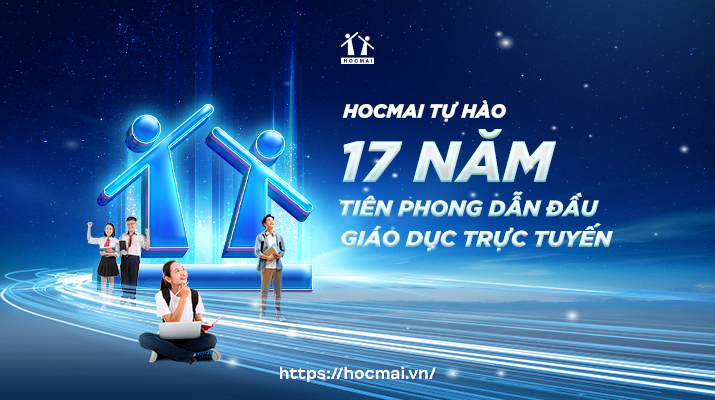 HOCMAI
HOCMAI TỰ HÀO
17 NĂM
TIÊN PHONG DẪN ĐẦU
GIÁO DỤC TRỰC TUYẾN
https://hocmai.vn/